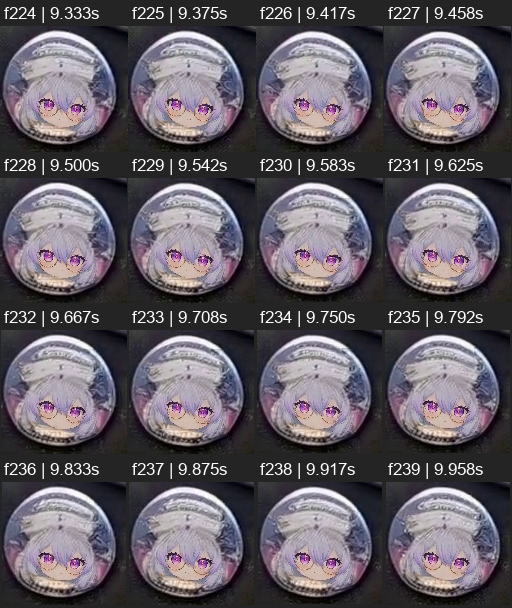 f224 | 9.333s f225 | 9.375s f226 | 9.417s f227 | 9.458s
f228 | 9.500s f229 | 9.542s f230 | 9.583s f231 | 9.625s
f232 | 9.667s f233 | 9.708s f234 | 9.750s f235 | 9.792s
f236 | 9.833s f237 | 9.875s f238 | 9.917s f239 | 9.958s